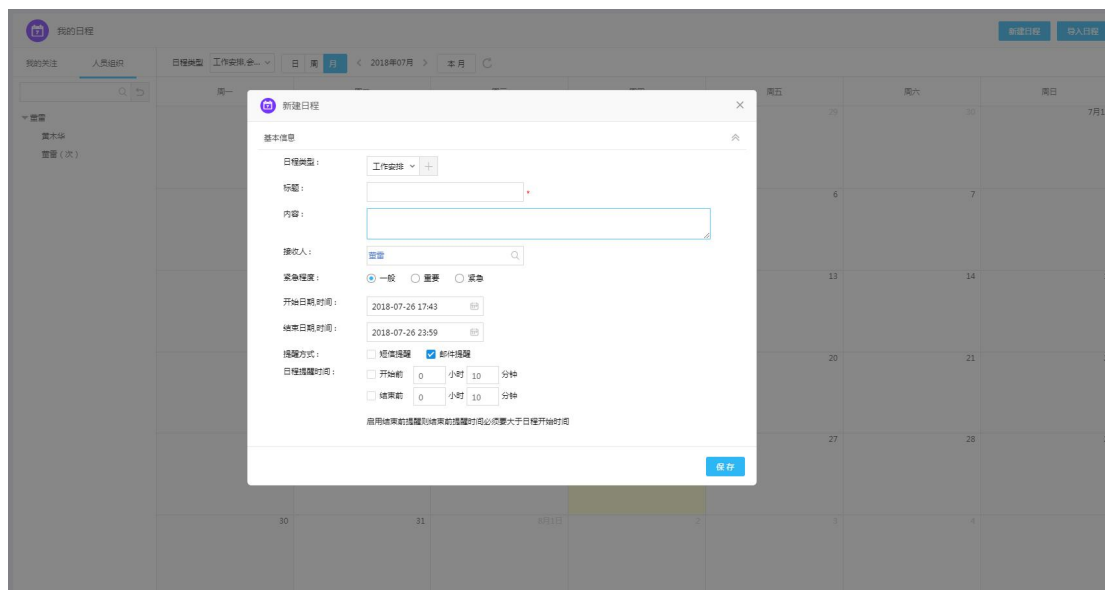 我的日程
新建日程 导入日程
我的关注 人员组织 日程类型 工作安排,会... 日 周 月 2018年07月 本月
周一 周五 周六 周日
29 30 7月1
6 7
13 14
20 21
27 28
30 31 8月1日 2 3 4
新建日程
基本信息
日程类型： 工作安排
标题： *
内容：
接收人：
紧急程度： 一般 重要 紧急
开始日期,时间： 2018-07-26 17:43
结束日期,时间： 2018-07-26 23:59
提醒方式： 短信提醒 邮件提醒
日程提醒时间： 开始前 0 小时 10 分钟
结束前 0 小时 10 分钟
启用结束前提醒则结束前提醒时间必须要大于日程开始时间
保存